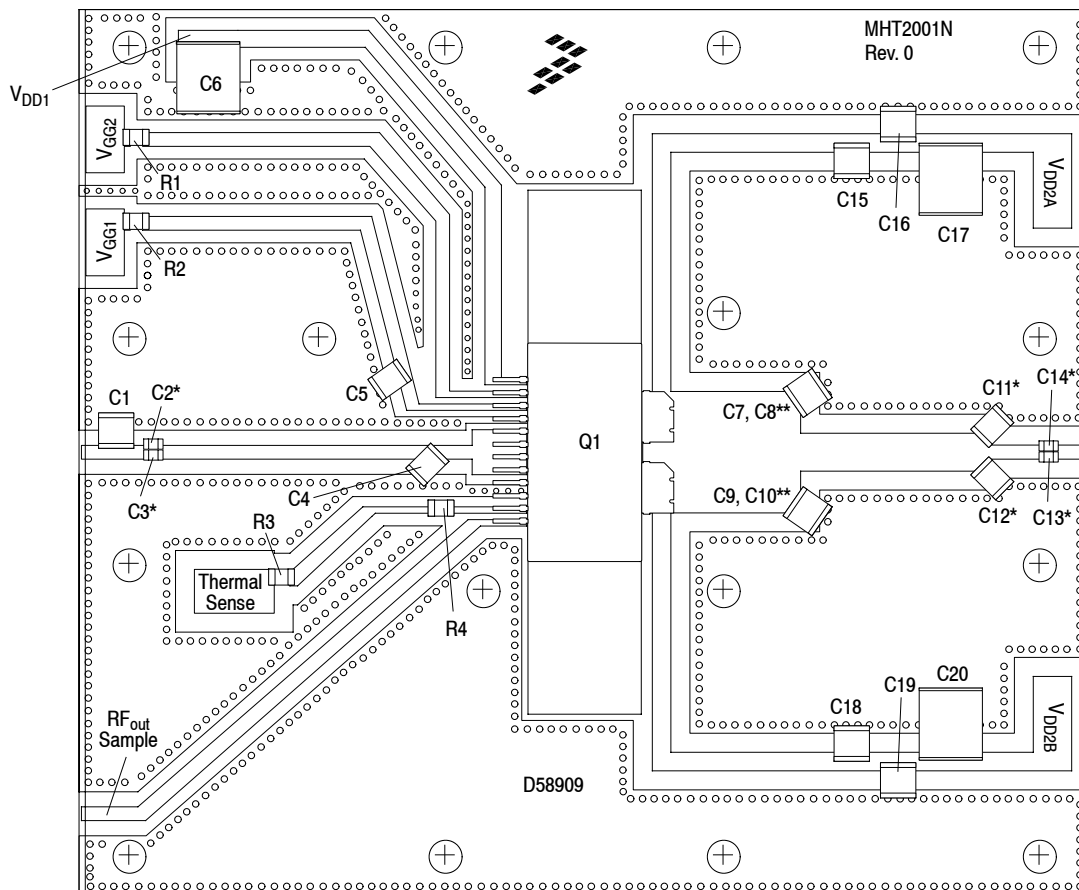 MHT2001N
Rev. 0
C6
VDD1
VGG2
R1
C15
C16
C17
VDD2A
VGG1
R2
C1
C2*
C3*
C5
C4
Q1
C7, C8**
C11*
C14*
C9, C10**
C12*
C13*
R3
Thermal
Sense
R4
RFout
Sample
C18
C19
C20
VDD2B
D58909